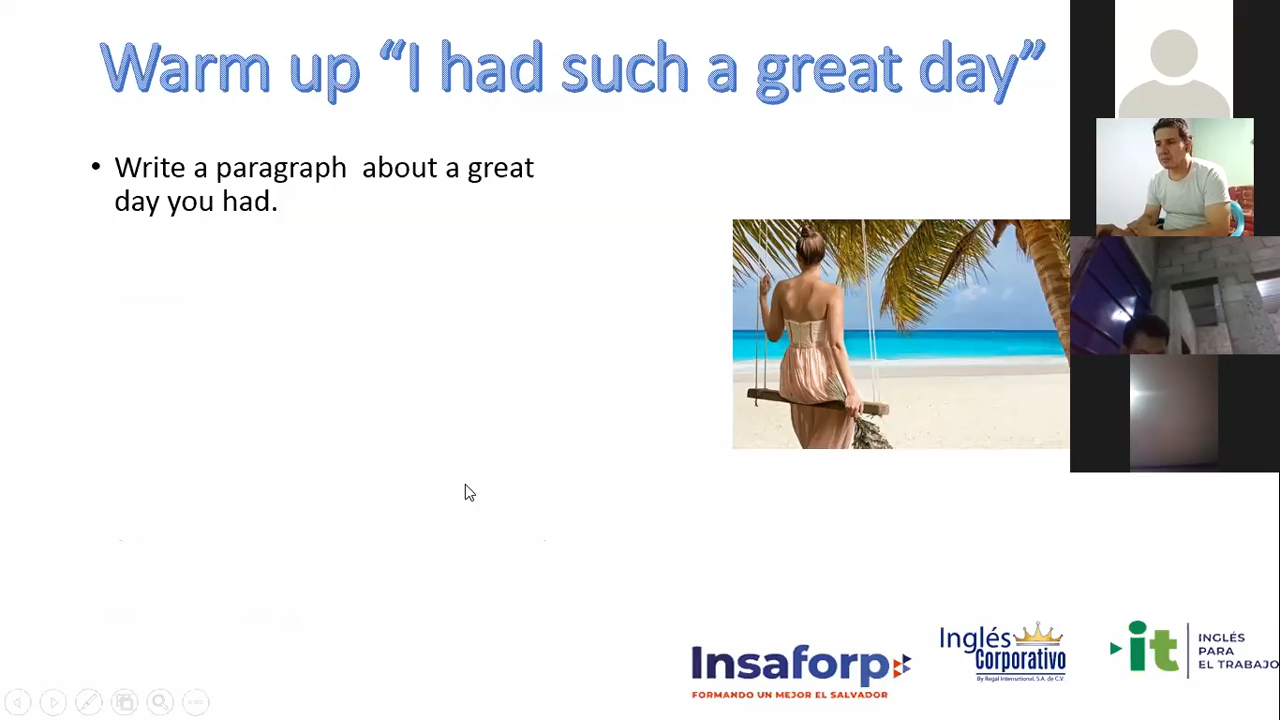 Warm up “I had such a great day”
• Write a paragraph about a great
day you had.
Insaforp
FORMANDO UN MEJOR EL SALVADOR
Inglés
Corporativo
By Regal International, S.A. de C.V.
it
INGLÉS
PARA
EL TRABAJO